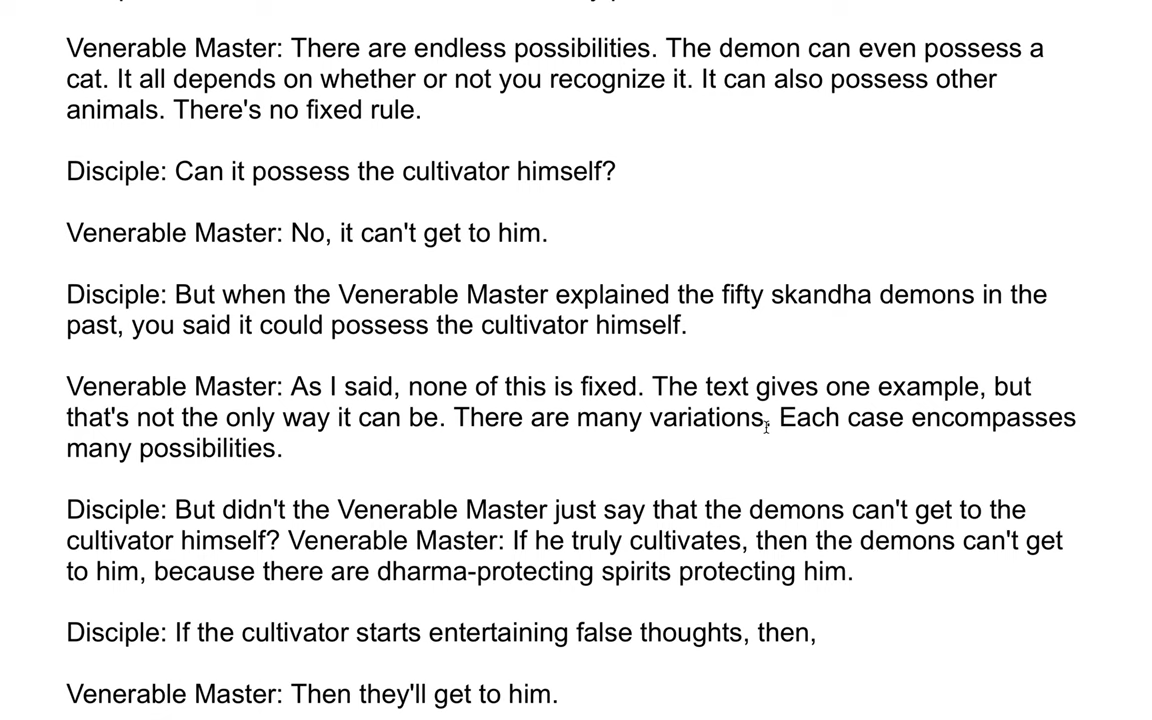 Venerable Master: There are endless possibilities. The demon can even possess a
cat. It all depends on whether or not you recognize it. It can also possess other
animals. There's no fixed rule.
Disciple: Can it possess the cultivator himself?
Venerable Master: No, it can't get to him.
Disciple: But when the Venerable Master explained the fifty skandha demons in the
past, you said it could possess the cultivator himself.
Venerable Master: As I said, none of this is fixed. The text gives one example, but
that's not the only way it can be. There are many variations. Each case encompasses
many possibilities.
Disciple: But didn't the Venerable Master just say that the demons can't get to the
cultivator himself? Venerable Master: If he truly cultivates, then the demons can't get
to him, because there are dharma-protecting spirits protecting him.
Disciple: If the cultivator starts entertaining false thoughts, then,
Venerable Master: Then they'll get to him.